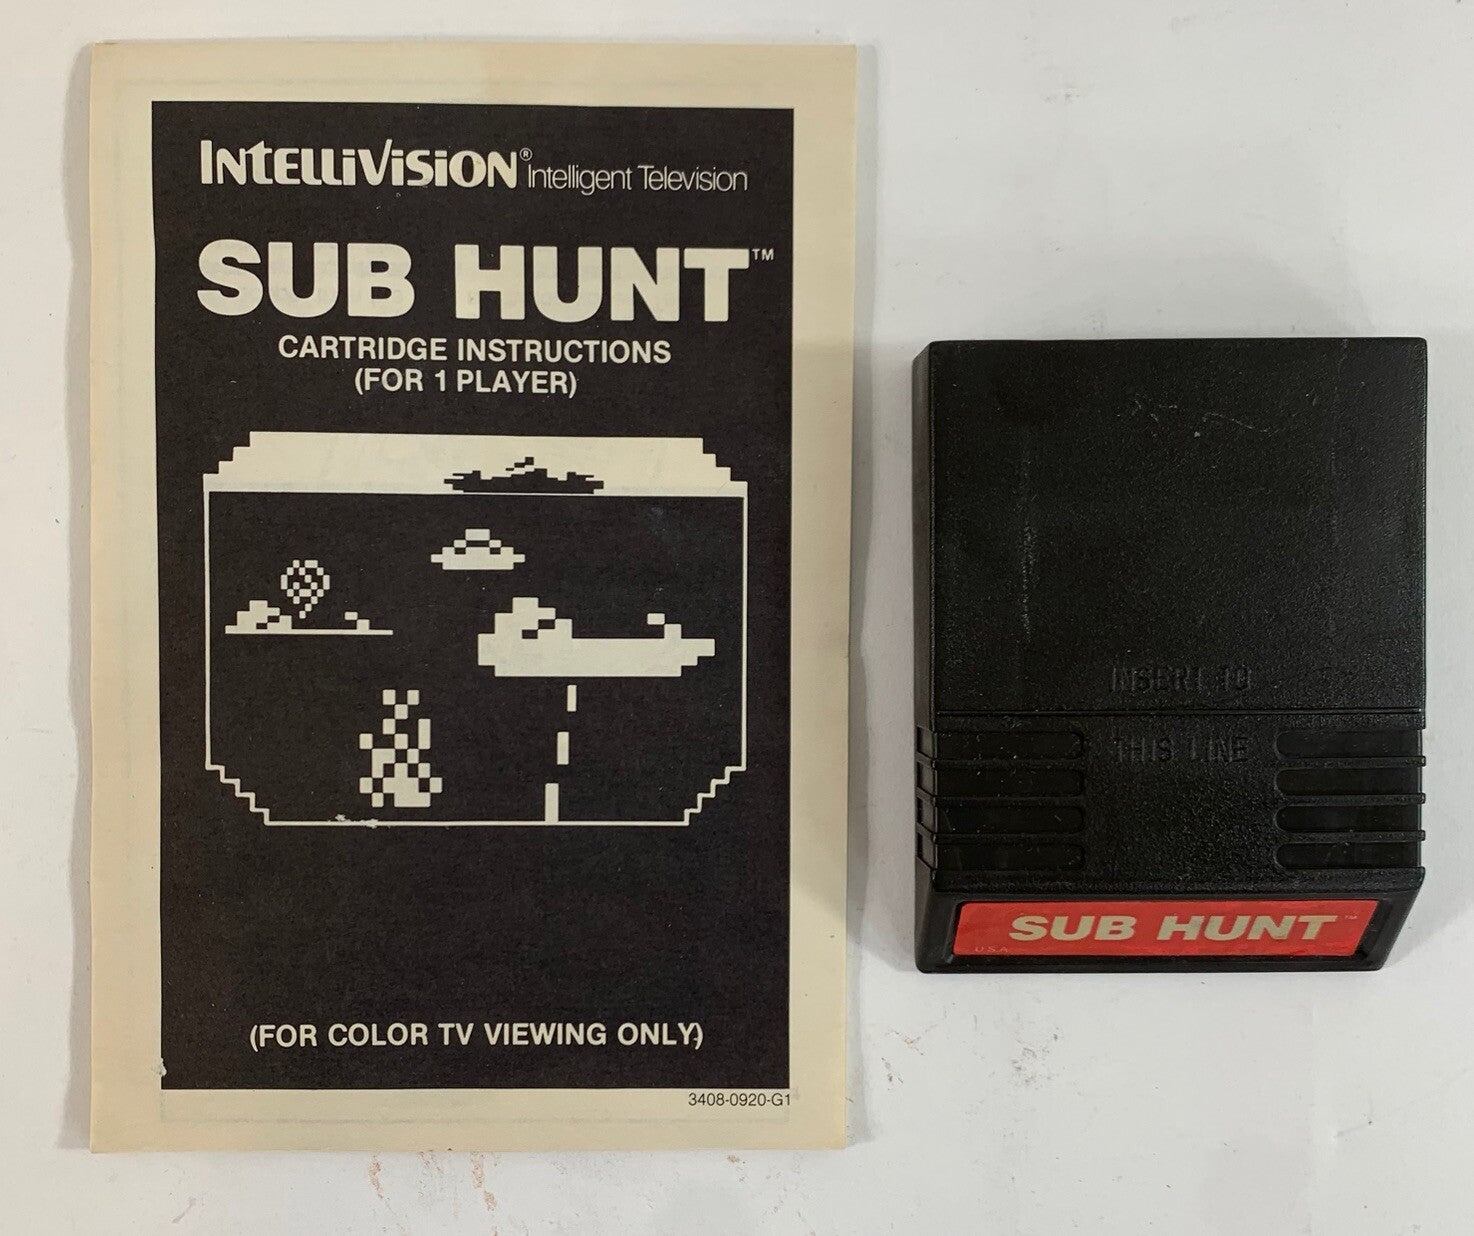 INTELLIVISION® Intelligent Television
SUB HUNT™
CARTRIDGE INSTRUCTIONS
(FOR 1 PLAYER)
(FOR COLOR TV VIEWING ONLY)
3408-0920-G1
INSERT TO
THIS LINE
SUB HUNT™
USA